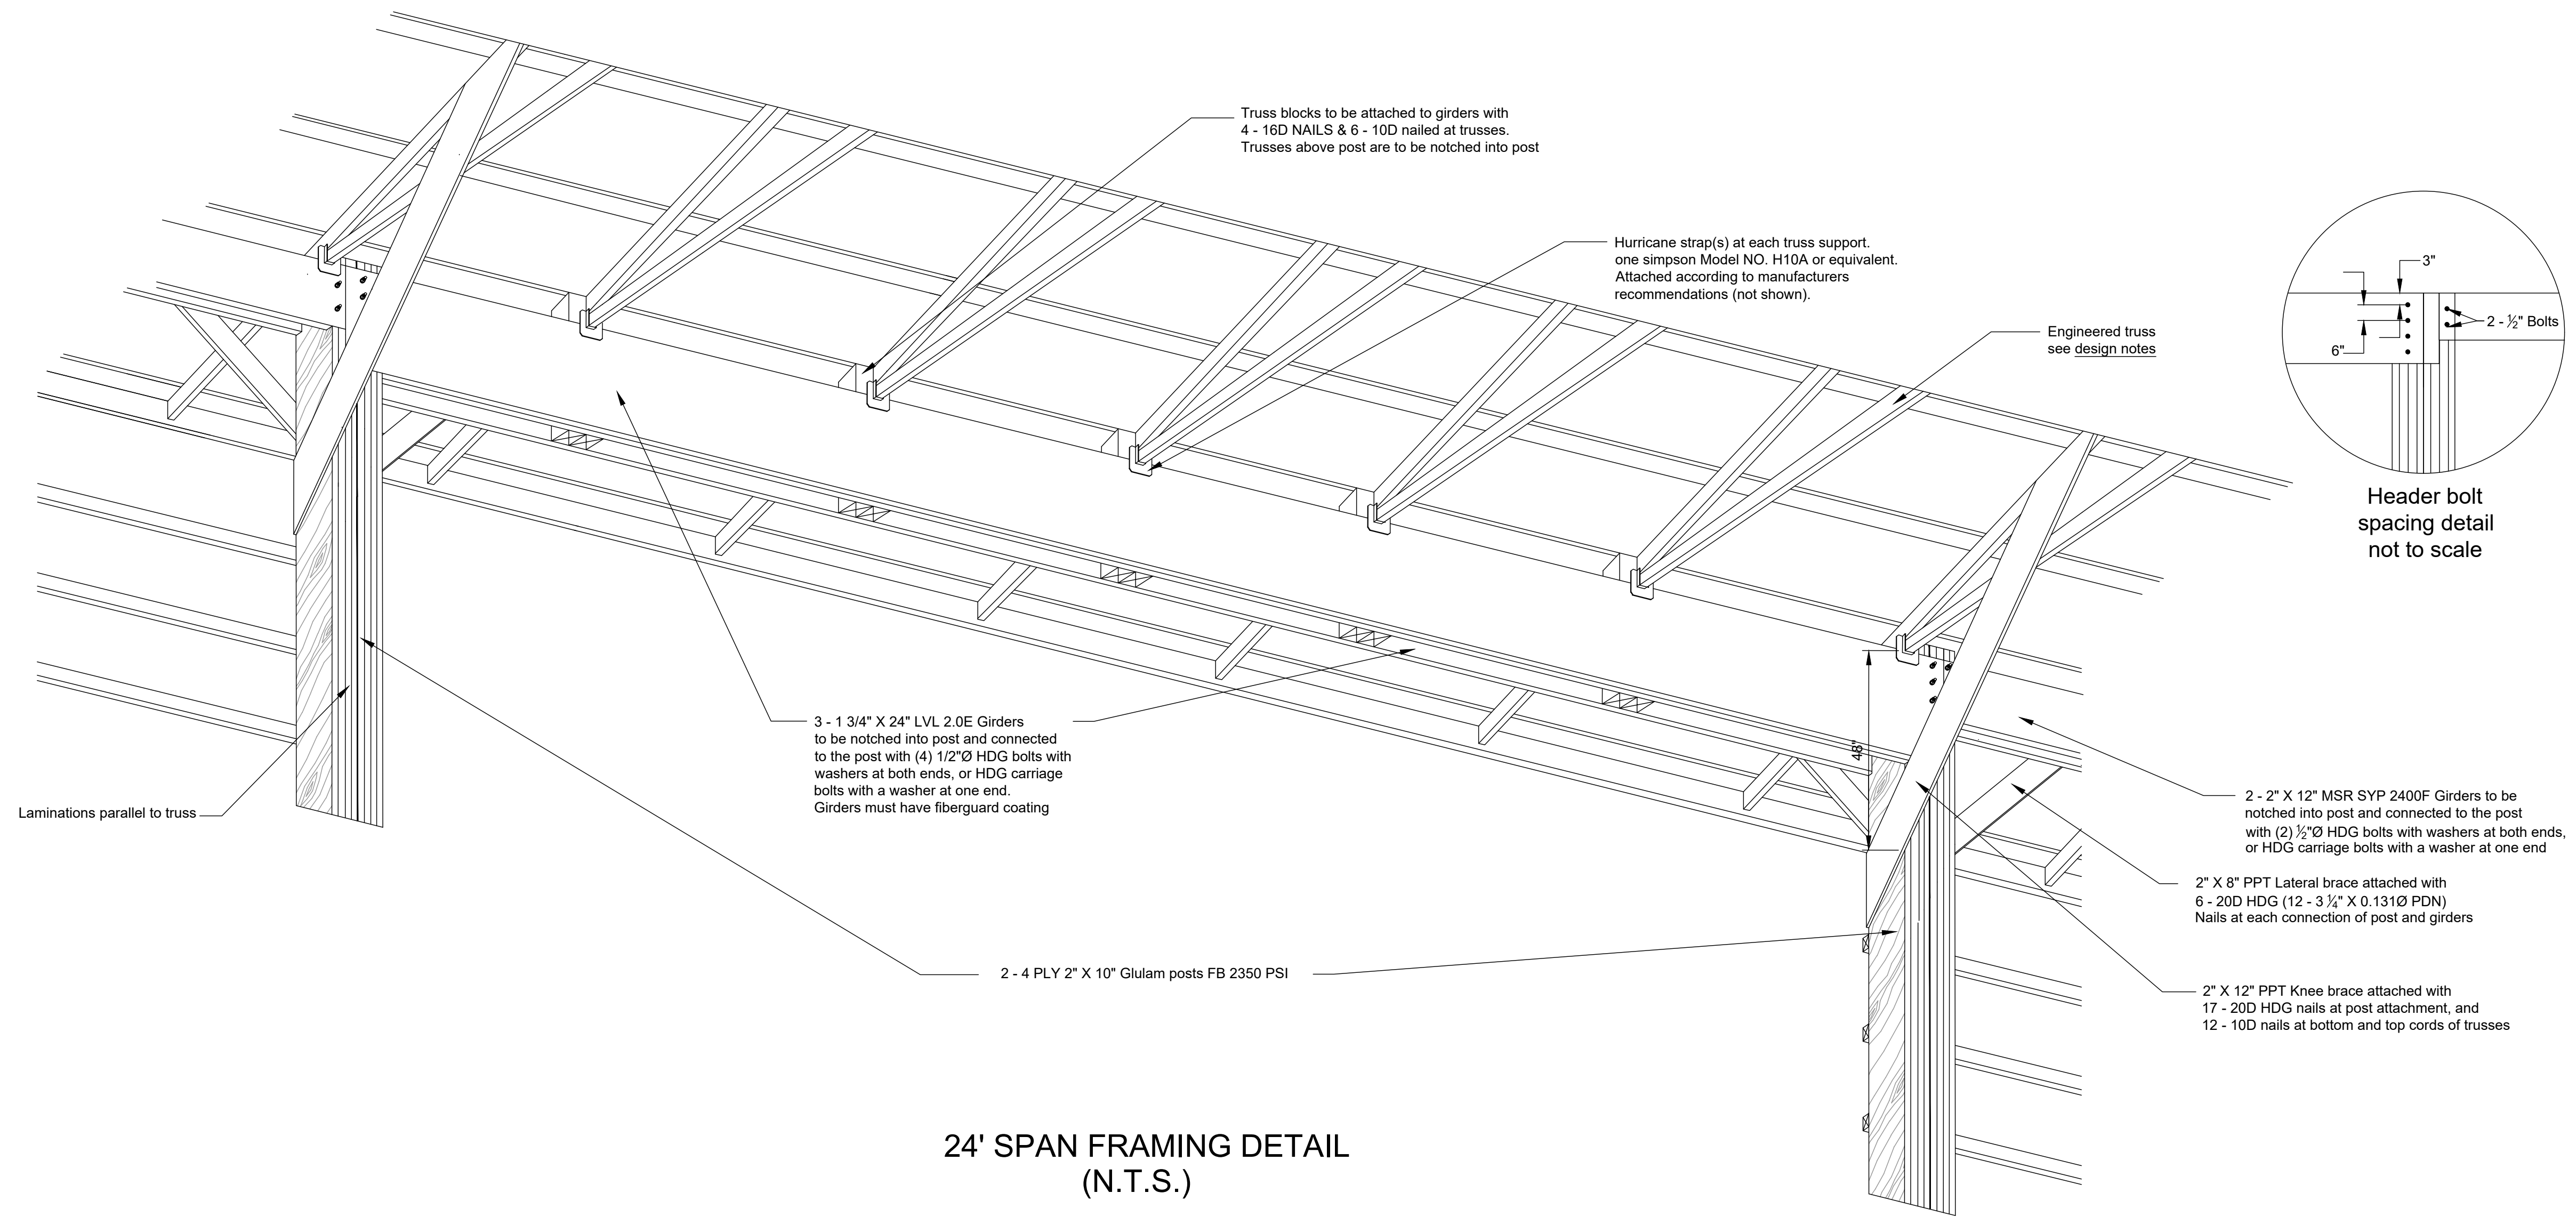 Truss blocks to be attached to girders with
4 - 16D NAILS & 6 - 10D nailed at trusses.
Trusses above post are to be notched into post
Hurricane strap(s) at each truss support.
one simpson Model NO. H10A or equivalent.
Attached according to manufacturers
recommendations (not shown).
Engineered truss
see design notes
3"
2 - ½" Bolts
6"
Header bolt
spacing detail
not to scale
3 - 1 3/4" X 24" LVL 2.0E Girders
to be notched into post and connected
to the post with (4) 1/2"Ø HDG bolts with
washers at both ends, or HDG carriage
bolts with a washer at one end.
Girders must have fiberguard coating
48"
Laminations parallel to truss
2 - 2" X 12" MSR SYP 2400F Girders to be
notched into post and connected to the post
with (2) ½"Ø HDG bolts with washers at both ends,
or HDG carriage bolts with a washer at one end
2" X 8" PPT Lateral brace attached with
6 - 20D HDG (12 - 3 ¼" X 0.131Ø PDN)
Nails at each connection of post and girders
2 - 4 PLY 2" X 10" Glulam posts FB 2350 PSI
2" X 12" PPT Knee brace attached with
17 - 20D HDG nails at post attachment, and
12 - 10D nails at bottom and top cords of trusses
24' SPAN FRAMING DETAIL
(N.T.S.)